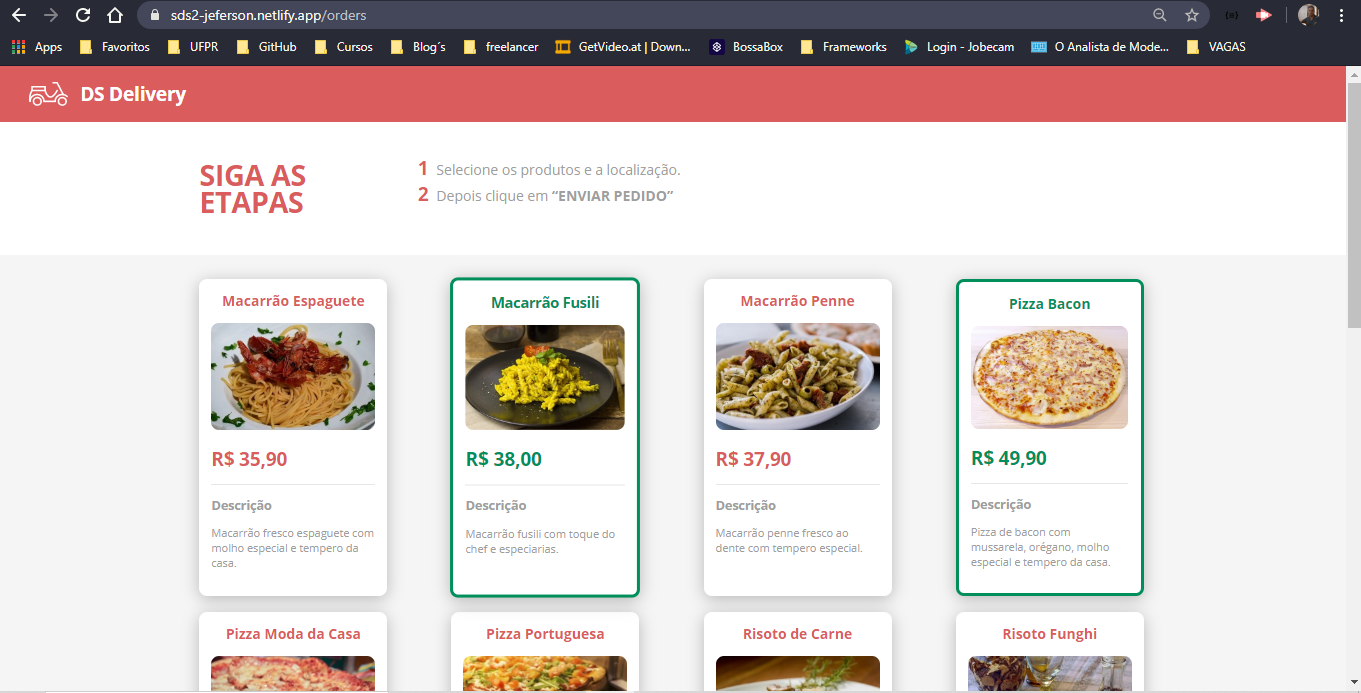 sds2-jeferson.netlify.app/orders
Apps Favoritos UFPR GitHub Cursos Blog´s freelancer GetVideo.at | Down... BossaBox Frameworks Login - Jobecam O Analista de Mode... VAGAS
DS Delivery
SIGA AS
ETAPAS
1 Selecione os produtos e a localização.
2 Depois clique em “ENVIAR PEDIDO”
Macarrão Espaguete
R$ 35,90
Descrição
Macarrão fresco espaguete com
molho especial e tempero da
casa.
Macarrão Fusili
R$ 38,00
Descrição
Macarrão fusili com toque do
chef e especiarias.
Macarrão Penne
R$ 37,90
Descrição
Macarrão penne fresco ao
dente com tempero especial.
Pizza Bacon
R$ 49,90
Descrição
Pizza de bacon com
mussarela, orégano, molho
especial e tempero da casa.
Pizza Moda da Casa
Pizza Portuguesa
Risoto de Carne
Risoto Funghi